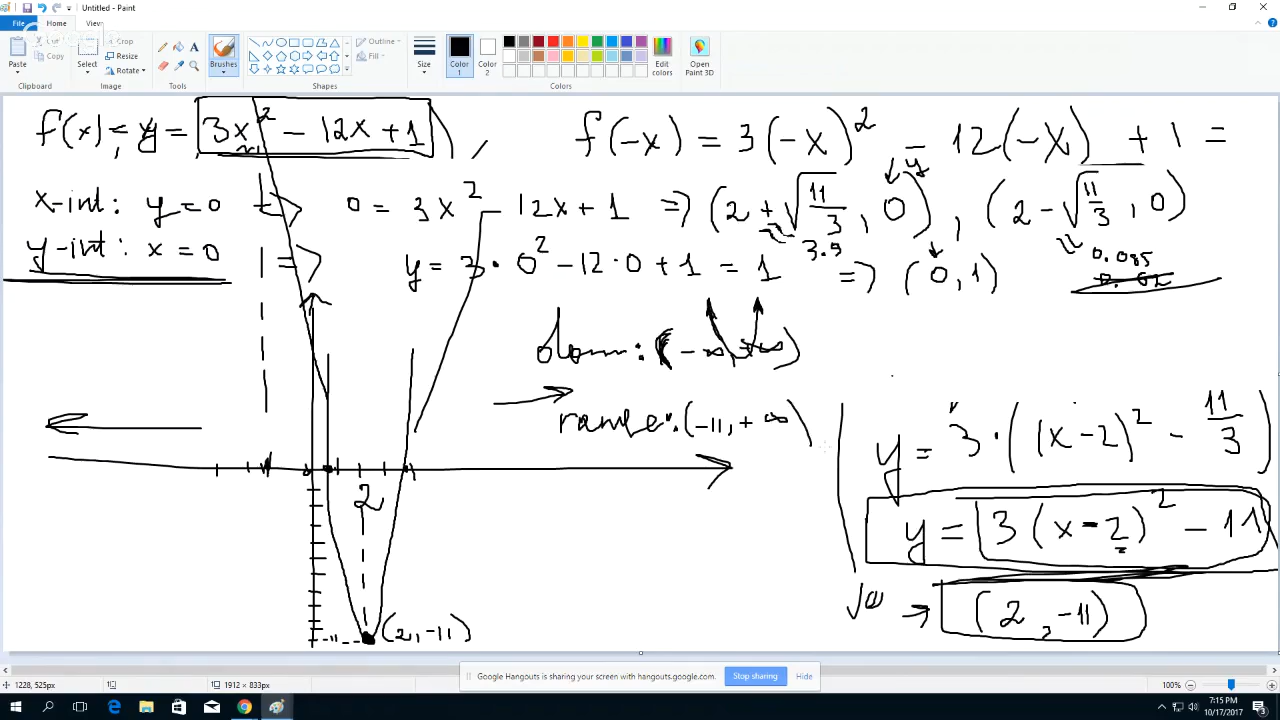 Untitled - Paint
File Home View
Paste Cut Copy Select Crop Resize Rotate Brushes Outline Fill Size Color 1 Color 2 Edit colors Open Paint 3D
Clipboard Image Tools Shapes Colors
f(x) = y = 3x² - 12x + 1
f(-x) = 3(-x)² - 12(-x) + 1 =
x-int: y = 0 => 0 = 3x² - 12x + 1 => (2 + √11/3, 0), (2 - √11/3, 0)
3.9
0.085
0.02
y-int: x = 0 => y = 3·0² - 12·0 + 1 = 1 => (0, 1)
dom: (-∞, +∞)
range: (-11, +∞)
y = 3·((x-2)² - 11/3)
2
y = 3(x-2)² - 11
-11 (2, -11)
→ (2, -11)
Google Hangouts is sharing your screen with hangouts.google.com. Stop sharing Hide
1228, 535px 1912 × 833px 100%
7:15 PM
10/17/2017